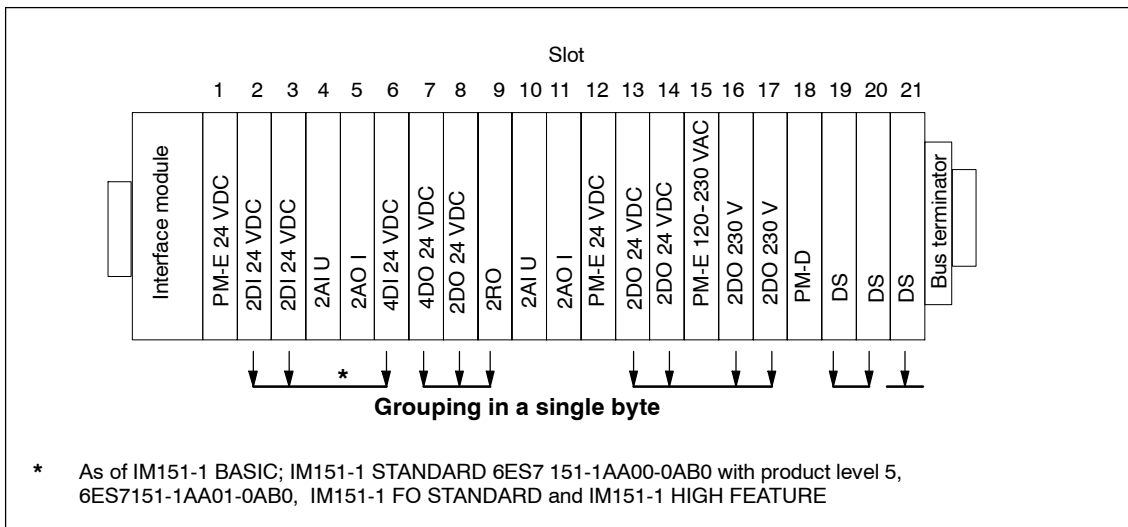 Slot
1 2 3 4 5 6 7 8 9 10 11 12 13 14 15 16 17 18 19 20 21
Interface module
PM-E 24 VDC
2DI 24 VDC
2DI 24 VDC
2AI U
2AO I
4DI 24 VDC
4DO 24 VDC
2DO 24 VDC
2RO
2AI U
2AO I
PM-E 24 VDC
2DO 24 VDC
2DO 24 VDC
PM-E 120-230 VAC
2DO 230 V
2DO 230 V
PM-D
DS
DS
DS
Bus terminator
*
Grouping in a single byte
* As of IM151-1 BASIC; IM151-1 STANDARD 6ES7 151-1AA00-0AB0 with product level 5,
6ES7151-1AA01-0AB0, IM151-1 FO STANDARD and IM151-1 HIGH FEATURE